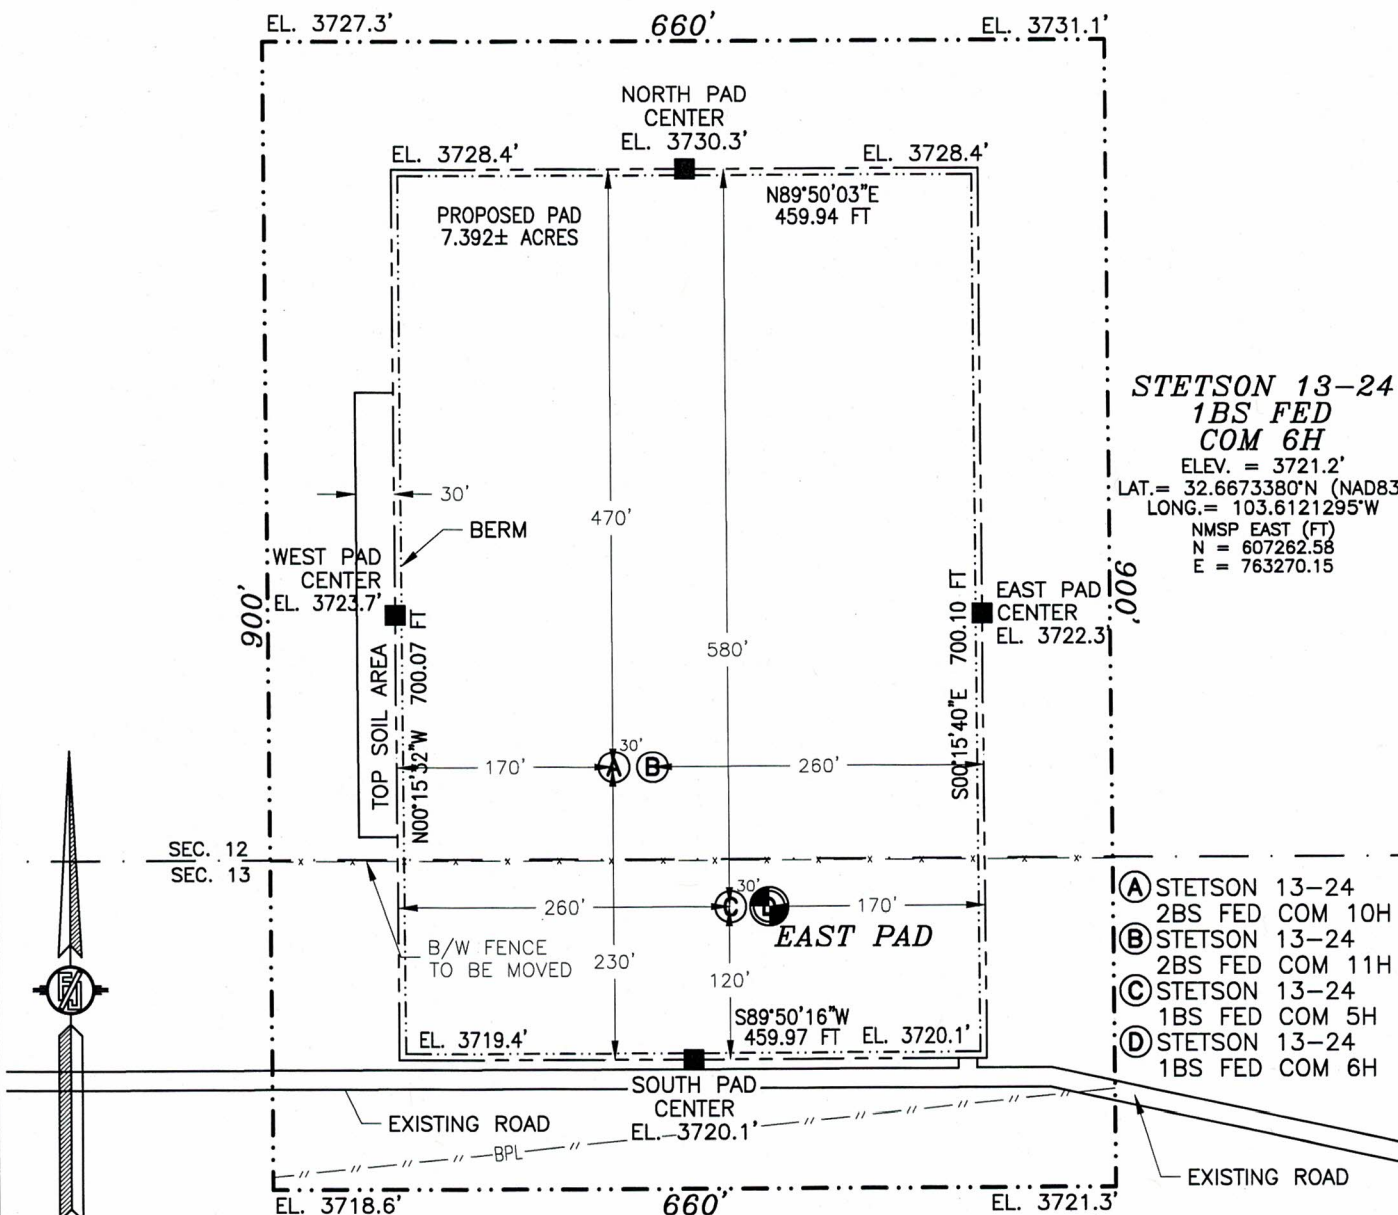 EL. 3727.3'
660'
EL. 3731.1'
NORTH PAD
CENTER
EL. 3730.3'
EL. 3728.4'
EL. 3728.4'
N89°50'03"E
459.94 FT
PROPOSED PAD
7.392± ACRES
STETSON 13-24
1BS FED
COM 6H
ELEV. = 3721.2'
LAT.= 32.6673380°N (NAD83
LONG.= 103.6121295°W
NMSP EAST (FT)
N = 607262.58
E = 763270.15
30'
470'
BERM
WEST PAD
CENTER
EL. 3723.7'
900'
900'
EAST PAD
CENTER
EL. 3722.3'
580'
TOP SOIL AREA
N00°15'32"W 700.07 FT
S00°15'40"E 700.10 FT
30'
170'
A
B
260'
SEC. 12
SEC. 13
x x x x x x x x x x x x x
30'
260'
C
D
170'
EAST PAD
B/W FENCE
TO BE MOVED
230'
120'
A STETSON 13-24
2BS FED COM 10H
B STETSON 13-24
2BS FED COM 11H
C STETSON 13-24
1BS FED COM 5H
D STETSON 13-24
1BS FED COM 6H
S89°50'16"W
459.97 FT
EL. 3719.4'
EL. 3720.1'
SOUTH PAD
CENTER
EL. 3720.1'
EXISTING ROAD
BPL
EXISTING ROAD
EL. 3718.6'
660'
EL. 3721.3'